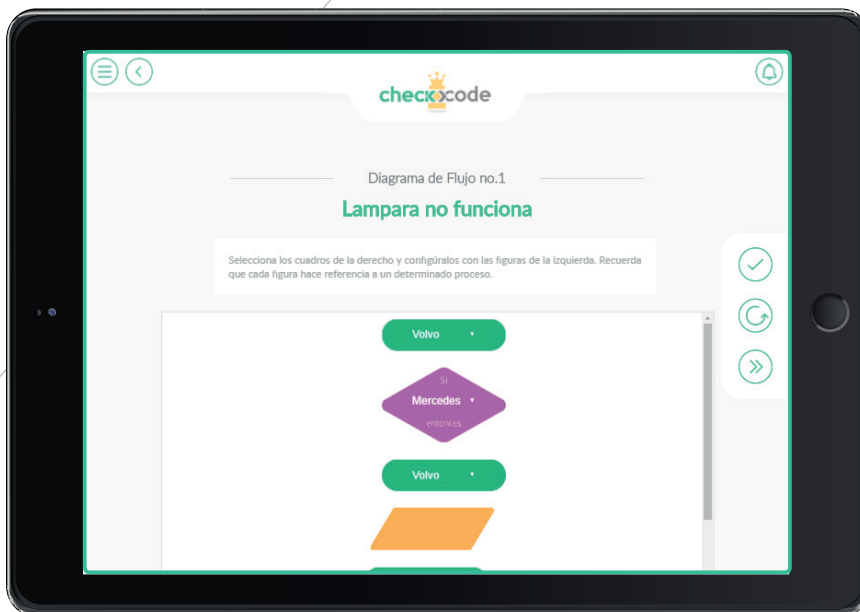 checkcode
Diagrama de Flujo no.1
Lampara no funciona
Selecciona los cuadros de la derecho y configúralos con las figuras de la izquierda. Recuerda
que cada figura hace referencia a un determinado proceso.
Volvo
Si
Mercedes
entonces
Volvo